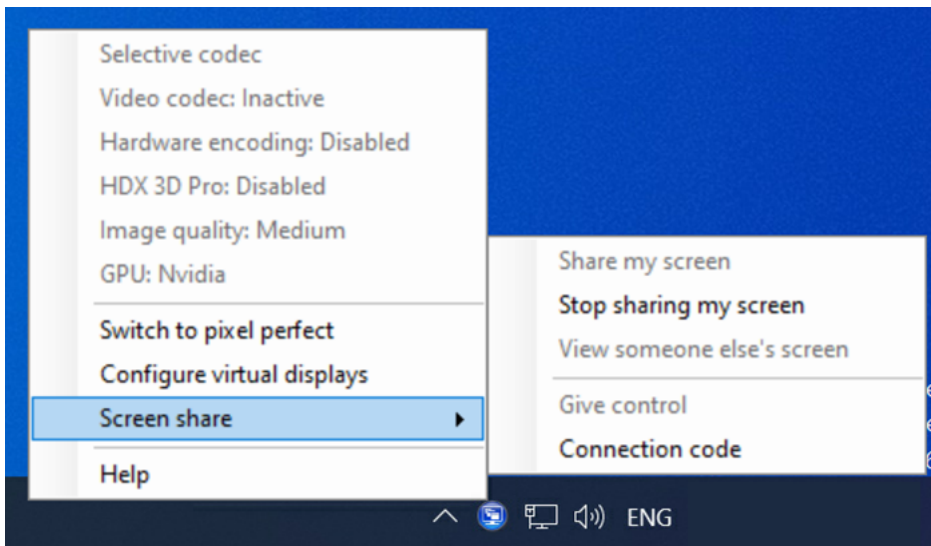 Selective codec
Video codec: Inactive
Hardware encoding: Disabled
HDX 3D Pro: Disabled
Image quality: Medium
GPU: Nvidia
Switch to pixel perfect
Configure virtual displays
Screen share
Help
Share my screen
Stop sharing my screen
View someone else's screen
Give control
Connection code
ENG